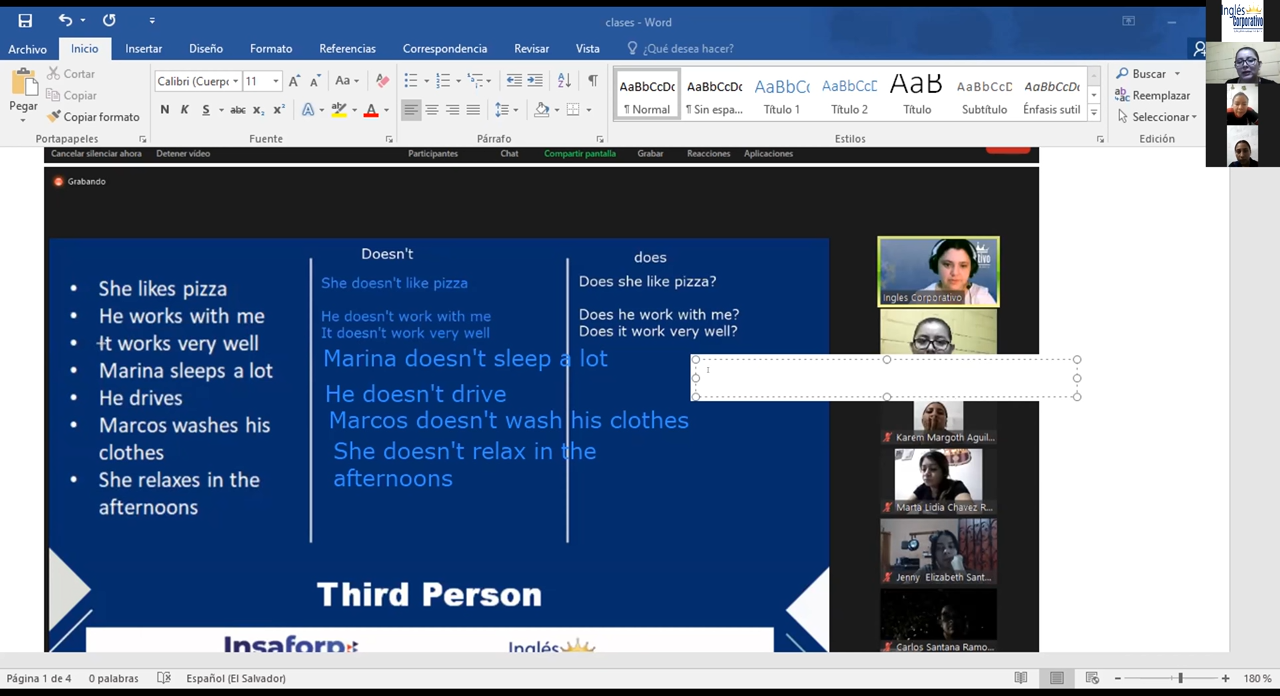 clases - Word
Inglés
Corporativo
Archivo Inicio Insertar Diseño Formato Referencias Correspondencia Revisar Vista ¿Qué desea hacer?
Pegar
Cortar
Copiar
Copiar formato
Portapapeles
Calibri (Cuerpo 11
Aa
N K S abc x₂ x²
A A
Fuente
Párrafo
AaBbCcDc AaBbCcDc AaBbCc AaBbCcD AaB AaBbCcD AaBbCcDc
¶ Normal ¶ Sin espa... Título 1 Título 2 Título Subtítulo Énfasis sutil
Estilos
Buscar
Reemplazar
Seleccionar
Edición
Cancelar silenciar ahora Detener video Participantes Chat Compartir pantalla Grabar Reacciones Aplicaciones
Grabando
• She likes pizza
• He works with me
• It works very well
• Marina sleeps a lot
• He drives
• Marcos washes his
clothes
• She relaxes in the
afternoons
Doesn't
She doesn't like pizza
He doesn't work with me
It doesn't work very well
Marina doesn't sleep a lot
He doesn't drive
Marcos doesn't wash his clothes
She doesn't relax in the
afternoons
does
Does she like pizza?
Does he work with me?
Does it work very well?
Third Person
Insaforp
Inglés
Ingles Corporativo
Karem Margoth Aguil...
Marta Lidia Chavez R...
Jenny Elizabeth Sant...
Carlos Santana Ramo...
Página 1 de 4 0 palabras Español (El Salvador) 180 %